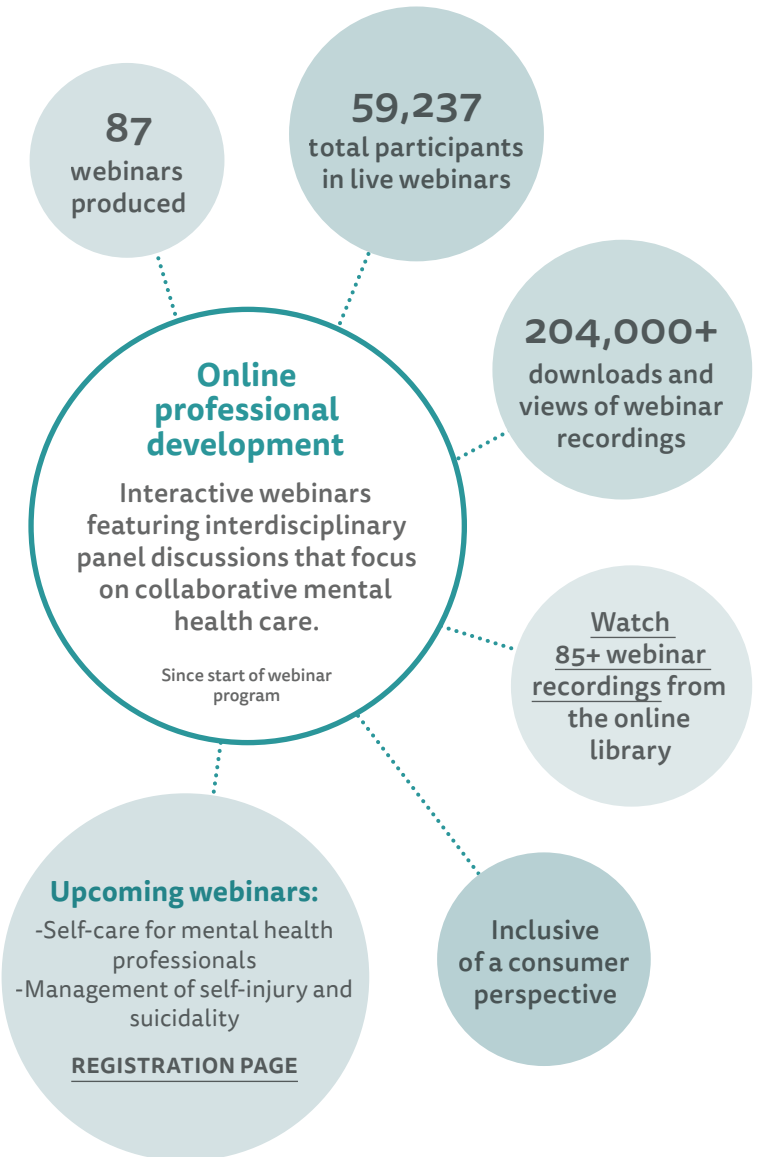 87
webinars
produced
59,237
total participants
in live webinars
204,000+
downloads and
views of webinar
recordings
Online
professional
development
Interactive webinars
featuring interdisciplinary
panel discussions that focus
on collaborative mental
health care.
Since start of webinar
program
Watch
85+ webinar
recordings from
the online
library
Upcoming webinars:
-Self-care for mental health
professionals
-Management of self-injury and
suicidality
REGISTRATION PAGE
Inclusive
of a consumer
perspective